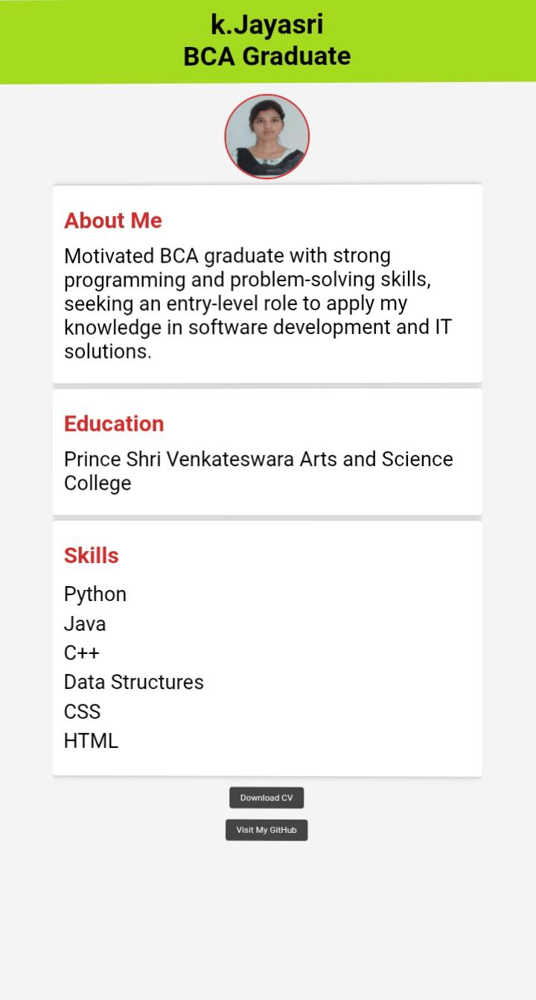 k.Jayasri
BCA Graduate
About Me
Motivated BCA graduate with strong
programming and problem-solving skills,
seeking an entry-level role to apply my
knowledge in software development and IT
solutions.
Education
Prince Shri Venkateswara Arts and Science
College
Skills
Python
Java
C++
Data Structures
CSS
HTML
Download CV
Visit My GitHub